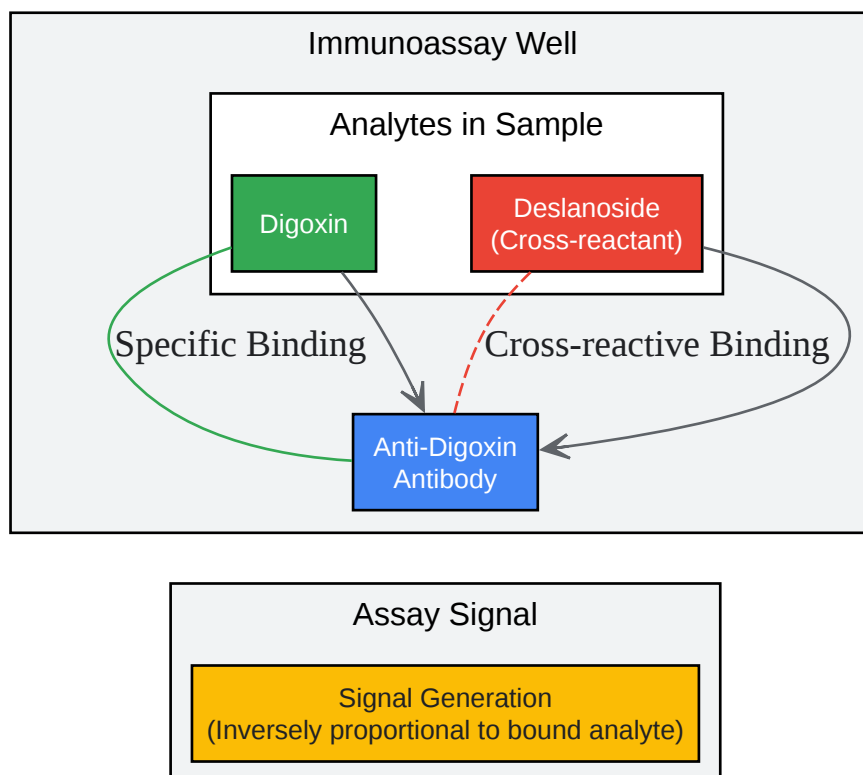 Immunoassay Well
Analytes in Sample
Digoxin
Deslanoside
(Cross-reactant)
Specific Binding
Cross-reactive Binding
Anti-Digoxin
Antibody
Assay Signal
Signal Generation
(Inversely proportional to bound analyte)